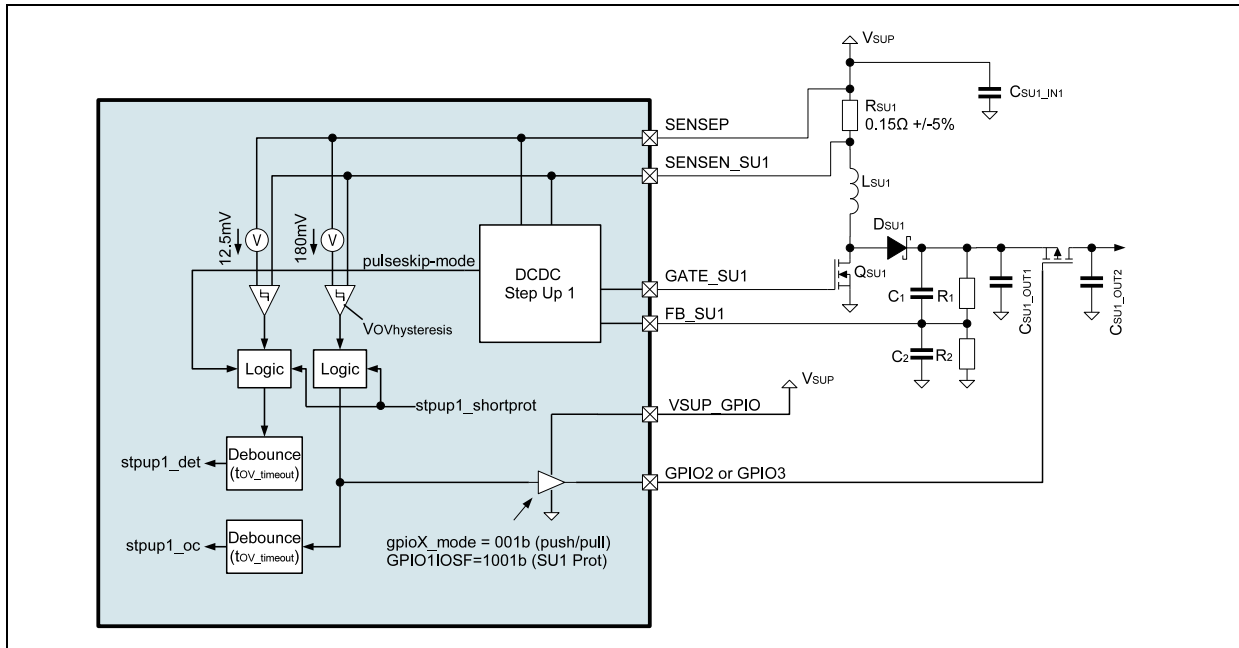 VSUP
CSU1_IN1
RSU1
0.15Ω +/-5%
SENSEP
SENSEN_SU1
LSU1
DSU1
12.5mV
V
180mV
V
pulseskip-mode
DCDC
Step Up 1
GATE_SU1
QSU1
C1
R1
CSU1_OUT1
CSU1_OUT2
FB_SU1
VOVhysteresis
C2
R2
Logic
Logic
VSUP
stpup1_shortprot
VSUP_GPIO
Debounce
(tOV_timeout)
stpup1_det
GPIO2 or GPIO3
Debounce
(tOV_timeout)
stpup1_oc
gpioX_mode = 001b (push/pull)
GPIO1IOSF=1001b (SU1 Prot)